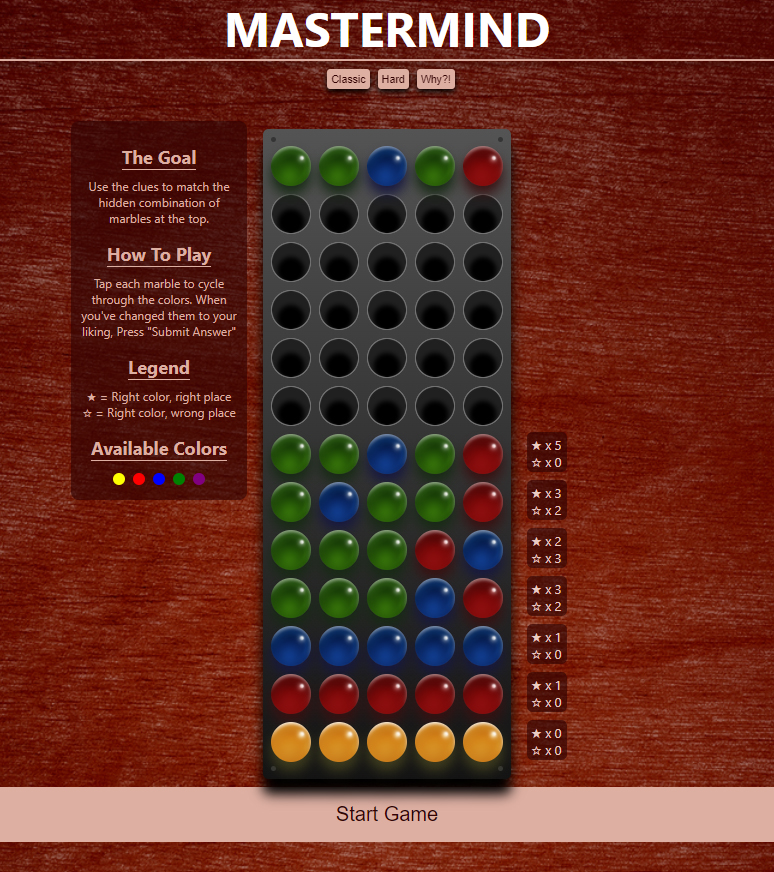 MASTERMIND
Classic Hard Why?!
The Goal
Use the clues to match the
hidden combination of
marbles at the top.
How To Play
Tap each marble to cycle
through the colors. When
you've changed them to your
liking, Press "Submit Answer"
Legend
★ = Right color, right place
☆ = Right color, wrong place
Available Colors
★ x 5
☆ x 0
★ x 3
☆ x 2
★ x 2
☆ x 3
★ x 3
☆ x 2
★ x 1
☆ x 0
★ x 1
☆ x 0
★ x 0
☆ x 0
Start Game